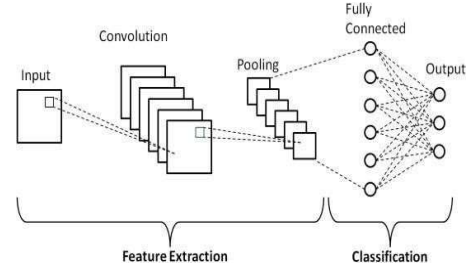 Fully
Connected
Convolution
Pooling
Input
Output
Feature Extraction
Classification